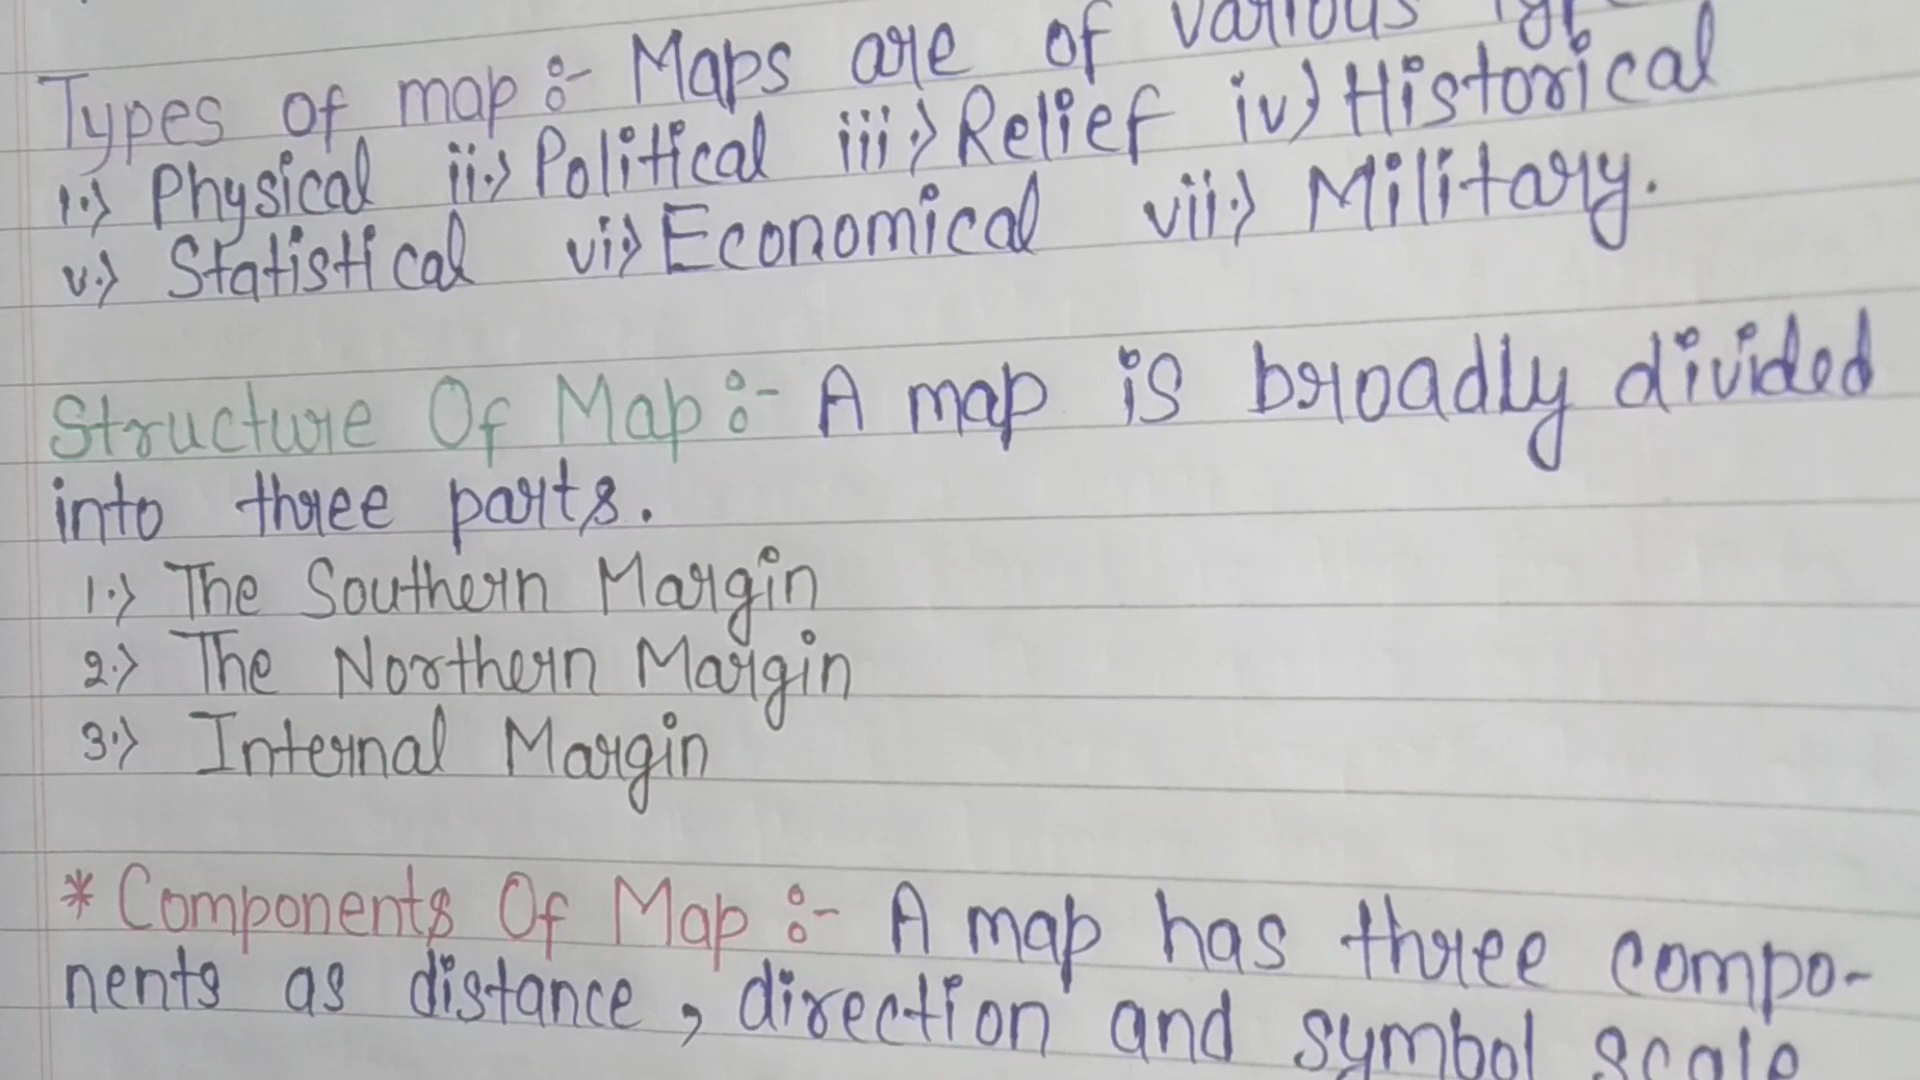 Types of map :- Maps are of various
i.) Physical ii.) Political iii.) Relief iv) Historical
v.) Statistical vi) Economical vii.) Military.
Structure Of Map :- A map is broadly divided
into three parts.
1.) The Southern Margin
2.) The Northern Margin
3.) Internal Margin
* Components Of Map :- A map has three compo-
nents as distance, direction and symbol scale